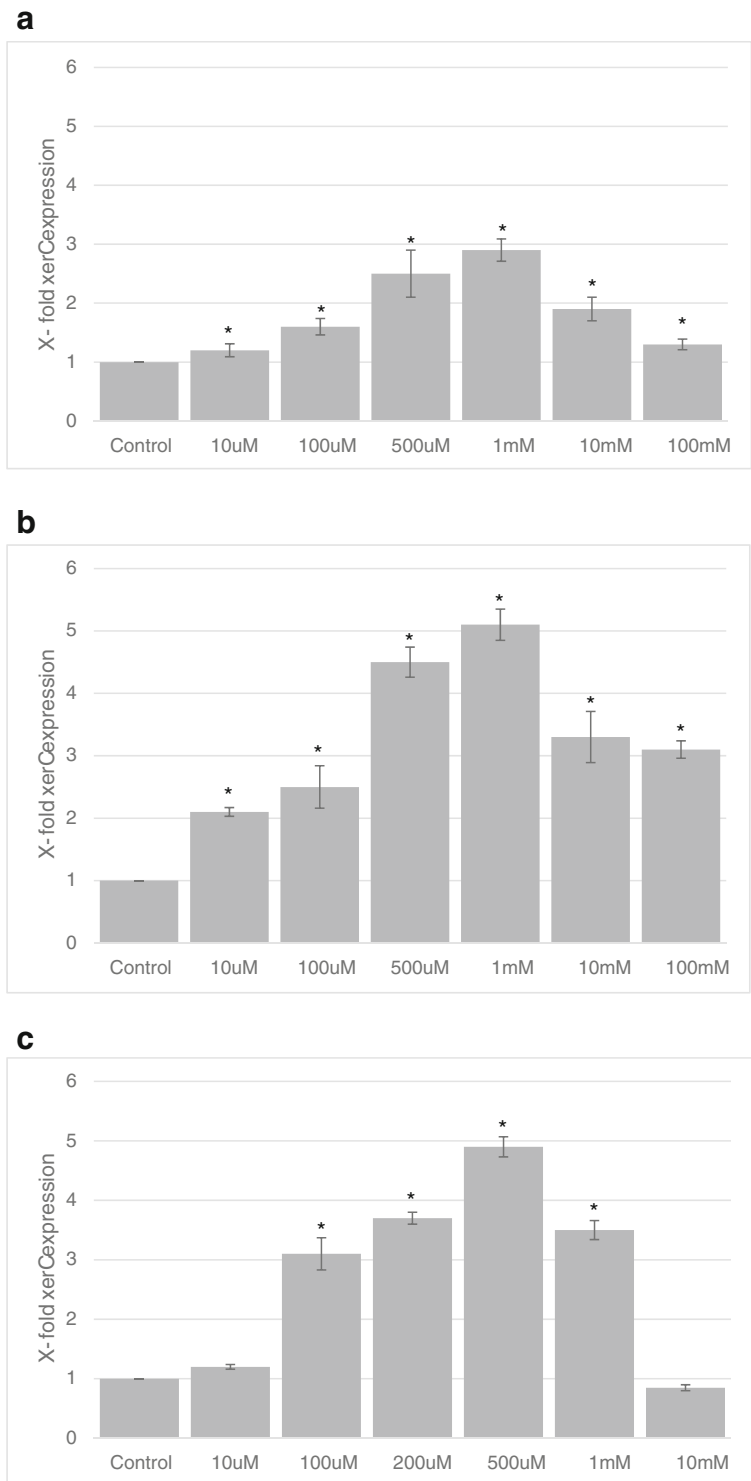 a
6
5
4
3
2
1
0
X- fold xerCexpression
* * * * * *
Control 10uM 100uM 500uM 1mM 10mM 100mM
b
6
5
4
3
2
1
0
X- fold xerCexpression
* * * * * *
Control 10uM 100uM 500uM 1mM 10mM 100mM
c
6
5
4
3
2
1
0
X- fold xerCexpression
* * * *
Control 10uM 100uM 200uM 500uM 1mM 10mM